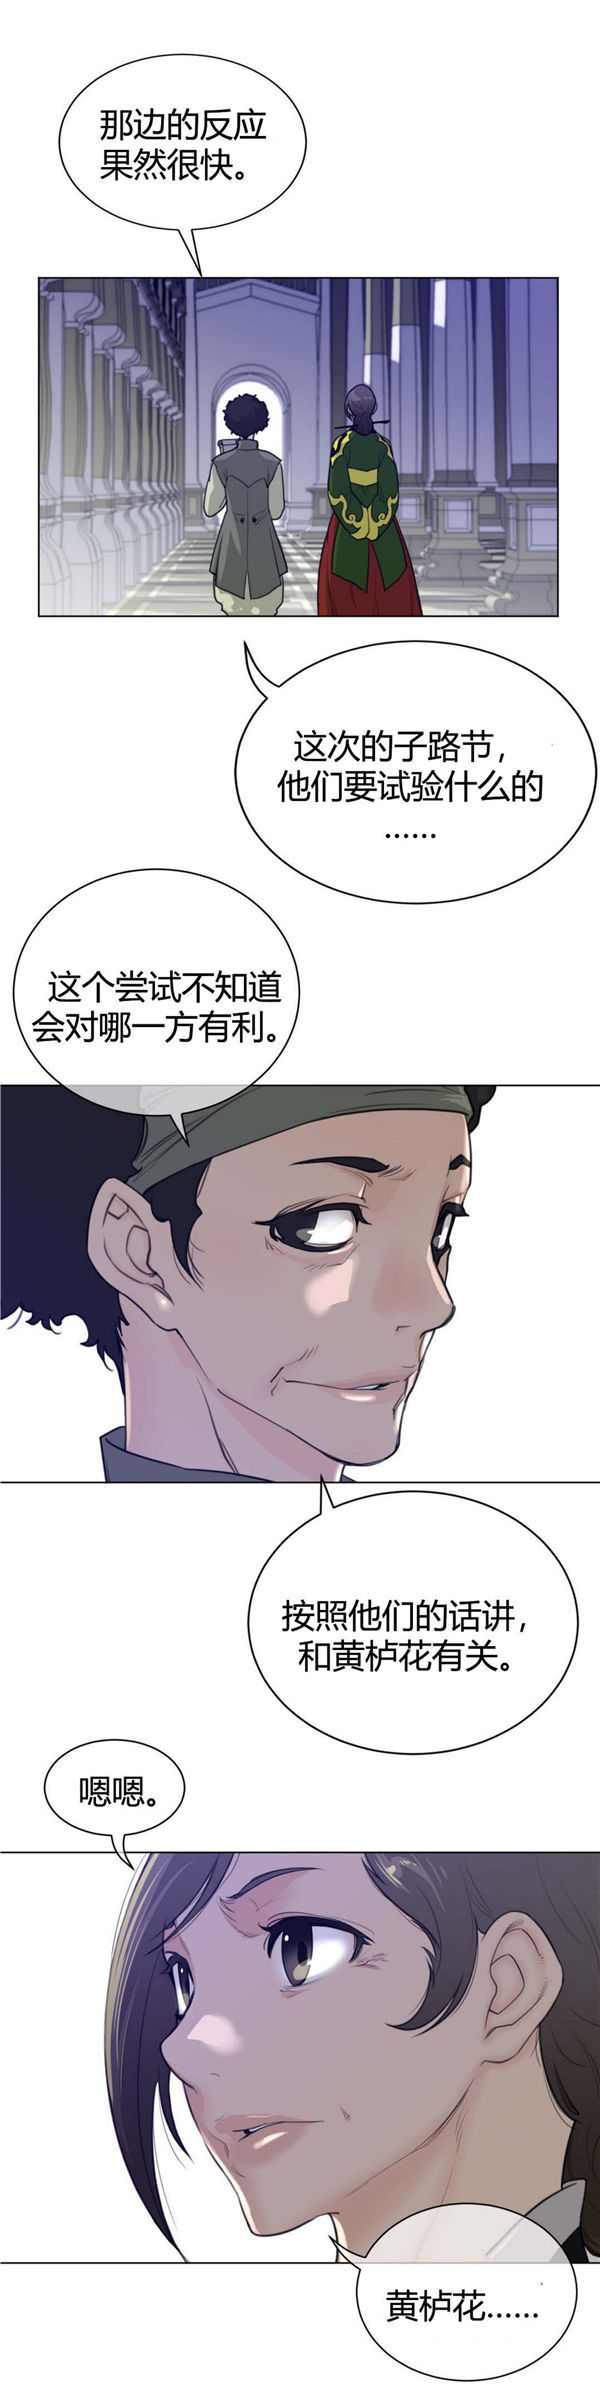 那边的反应
果然很快。
这次的子路节，
他们要试验什么的
……
这个尝试不知道
会对哪一方有利。
按照他们的话讲，
和黄栌花有关。
嗯嗯。
黄栌花……